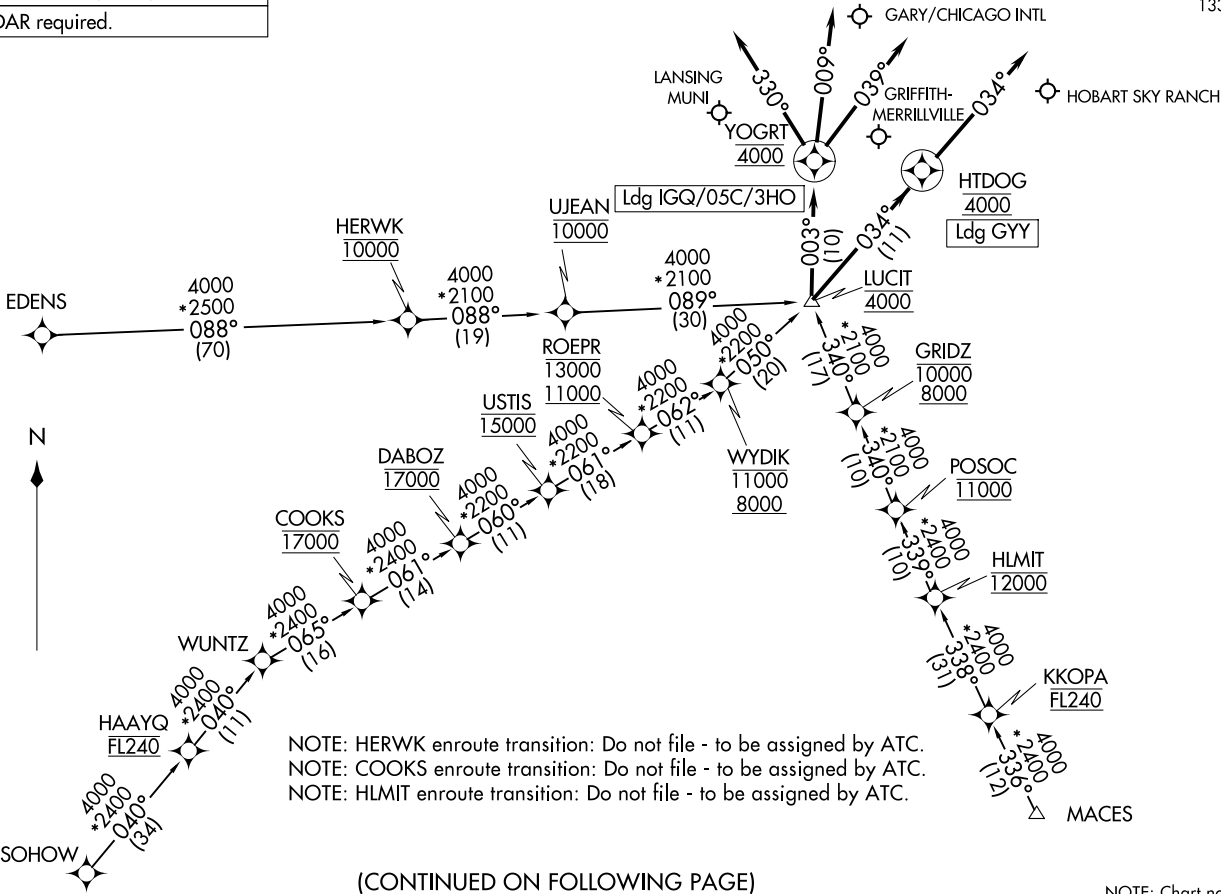 DAR required.
133
GARY/CHICAGO INTL
LANSING
MUNI
330°
009°
039°
GRIFFITH-
MERRILLVILLE
034°
HOBART SKY RANCH
YOGRT
4000
HTDOG
4000
Ldg GYY
Ldg IGQ/05C/3HO
003°
(10)
034°
(11)
LUCIT
4000
EDENS
4000
*2500
088°
(70)
HERWK
10000
4000
*2100
088°
(19)
UJEAN
10000
4000
*2100
089°
(30)
ROEPR
13000
11000
4000
*2200
050°
(20)
4000
*2200
062°
(11)
WYDIK
11000
8000
USTIS
15000
4000
*2200
061°
(18)
DABOZ
17000
4000
*2200
060°
(11)
COOKS
17000
4000
*2400
061°
(14)
WUNTZ
4000
*2400
065°
(16)
HAAYQ
FL240
4000
*2400
040°
(11)
4000
*2400
040°
(34)
SOHOW
N
4000
*2100
340°
(17)
GRIDZ
10000
8000
4000
*2100
340°
(10)
POSOC
11000
4000
*2400
339°
(10)
HLMIT
12000
4000
*2400
338°
(31)
KKOPA
FL240
4000
*2400
336°
(12)
MACES
NOTE: HERWK enroute transition: Do not file - to be assigned by ATC.
NOTE: COOKS enroute transition: Do not file - to be assigned by ATC.
NOTE: HLMIT enroute transition: Do not file - to be assigned by ATC.
(CONTINUED ON FOLLOWING PAGE)
NOTE: Chart no